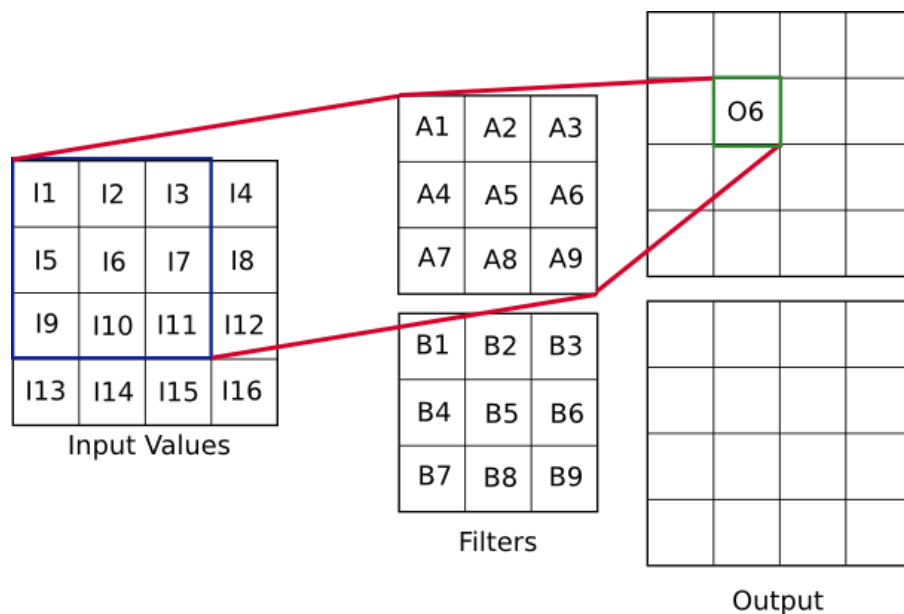 I1 I2 I3 I4
I5 I6 I7 I8
I9 I10 I11 I12
I13 I14 I15 I16
Input Values
A1 A2 A3
A4 A5 A6
A7 A8 A9
B1 B2 B3
B4 B5 B6
B7 B8 B9
Filters
O6
Output